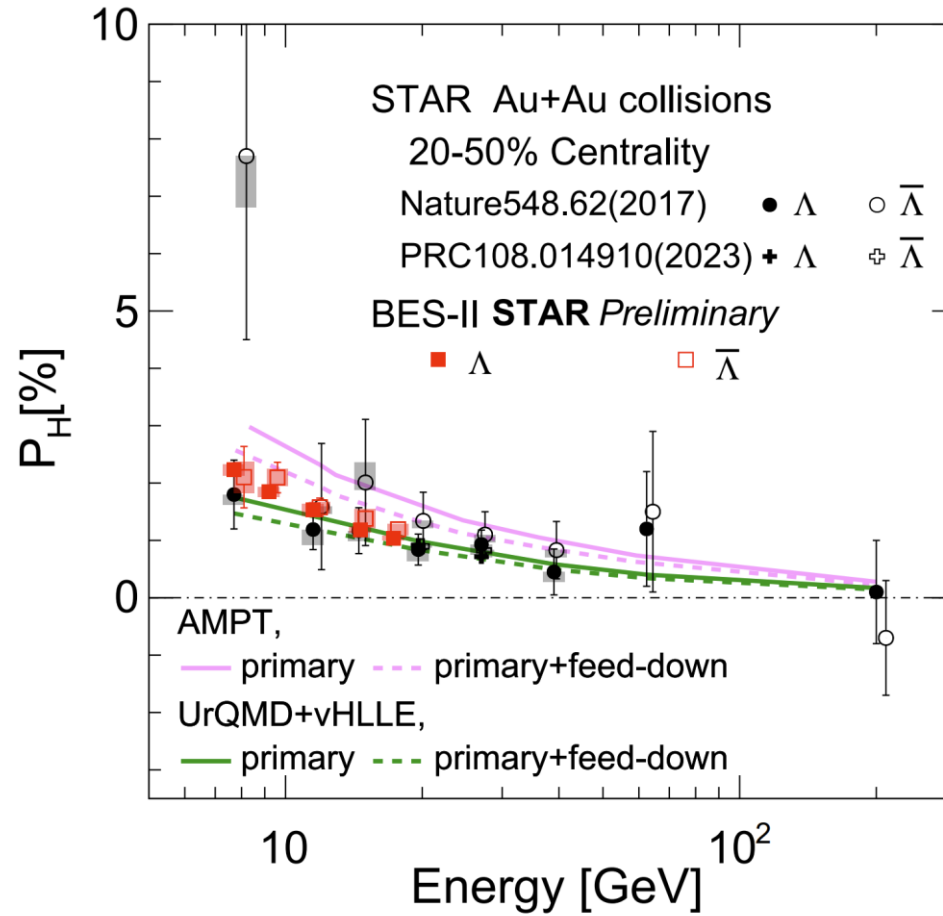 10
5
0
P_H[%]
STAR Au+Au collisions
20-50% Centrality
Nature548.62(2017) Λ Λ̅
PRC108.014910(2023) Λ Λ̅
BES-II STAR Preliminary
Λ Λ̅
AMPT,
primary primary+feed-down
UrQMD+vHLLE,
primary primary+feed-down
10 10²
Energy [GeV]